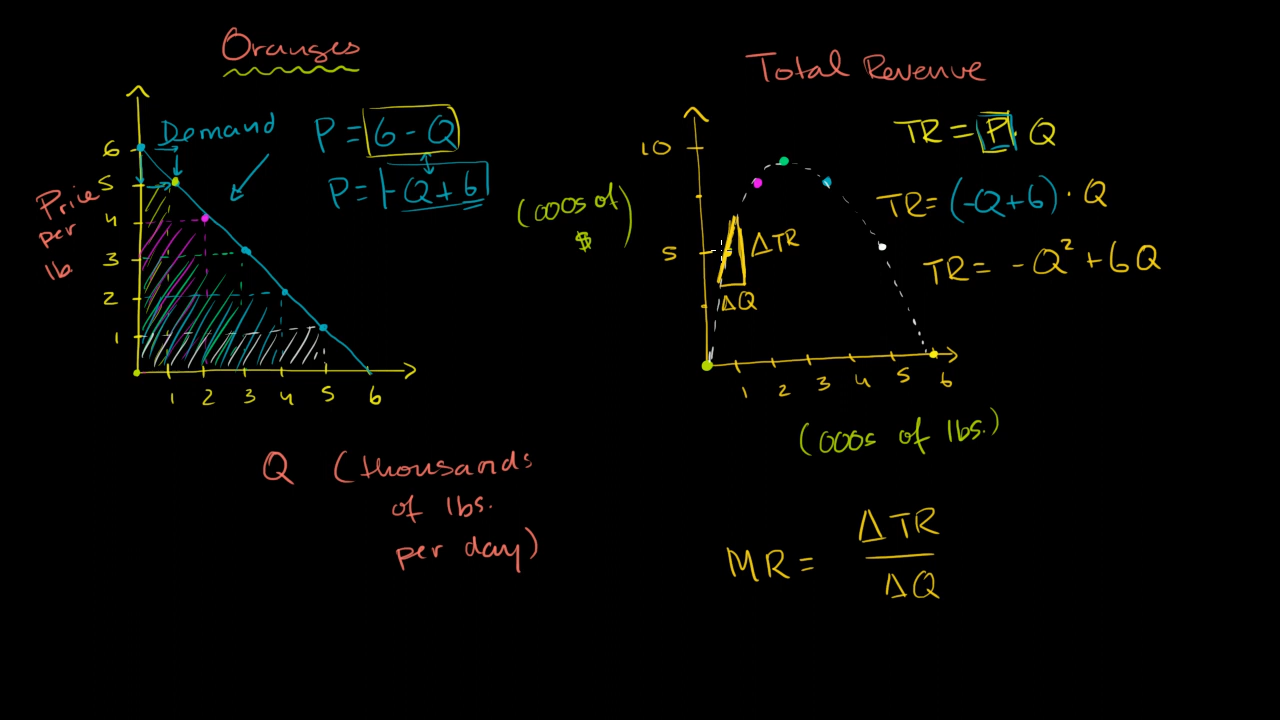 Oranges
Demand
P = 6 - Q
P = -Q + 6
Price
per
lb
6
5
4
3
2
1
1 2 3 4 5 6
Q (thousands
of lbs.
per day)
Total Revenue
(000s of
$)
10
5
ΔTR
ΔQ
1 2 3 4 5 6
(000s of lbs.)
TR = P · Q
TR = (-Q+6) · Q
TR = -Q² + 6Q
MR = ΔTR
ΔQ